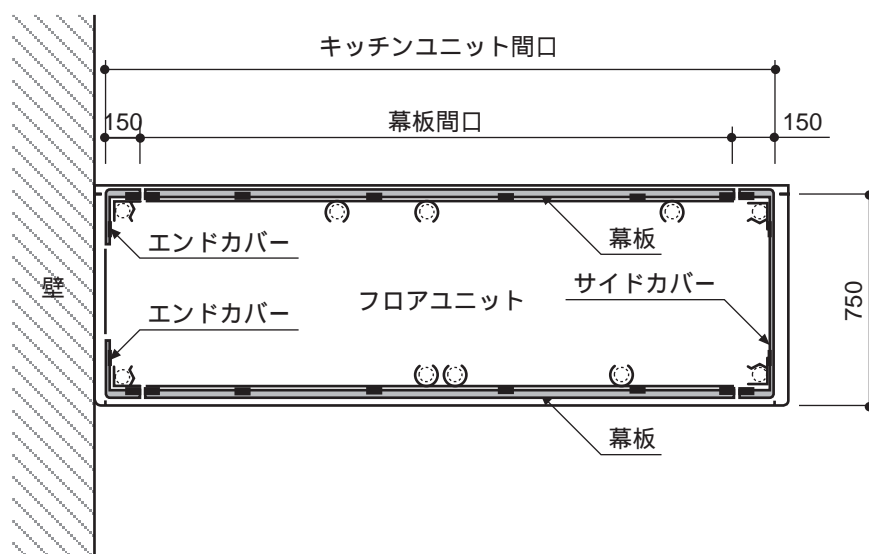 キッチンユニット間口
150
幕板間口
150
エンドカバー
幕板
壁
フロアユニット
サイドカバー
750
エンドカバー
幕板